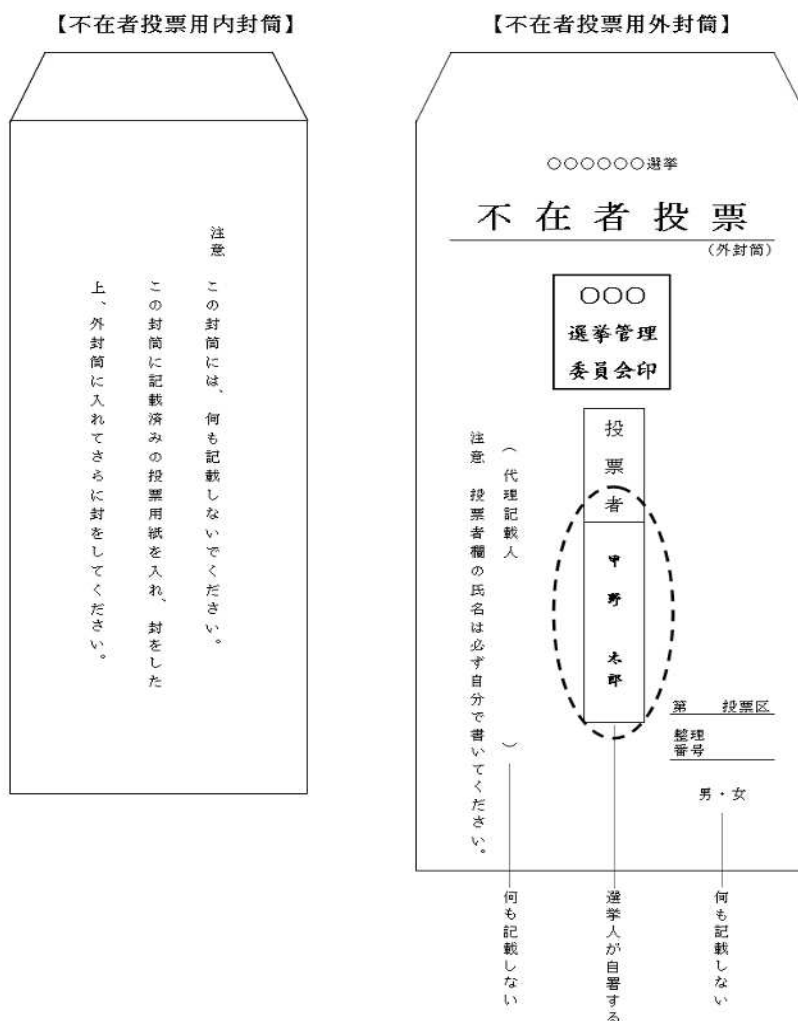 【不在者投票用内封筒】
注意
この封筒には、何も記載しないでください。
この封筒に記載済みの投票用紙を入れ、封をした
上、外封筒に入れてさらに封をしてください。
【不在者投票用外封筒】
○○○○○○選挙
不在者投票
(外封筒)
○○○
選挙管理
委員会印
投票者
甲野 太郎
(代理記載人 )
注意 投票者欄の氏名は必ず自分で書いてください。
第 投票区
整理
番号
男・女
何も記載しない
選挙人が自署する
何も記載しない